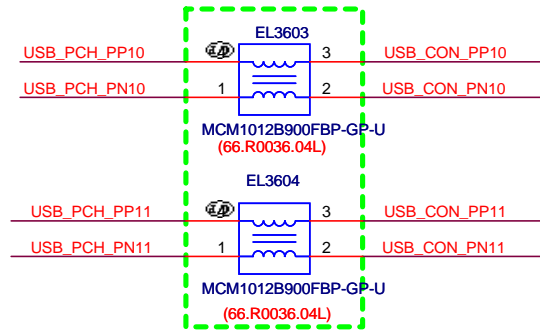 EL3603
USB_PCH_PP10 3 USB_CON_PP10
USB_PCH_PN10 1 2 USB_CON_PN10
MCM1012B900FBP-GP-U
(66.R0036.04L)
EL3604
USB_PCH_PP11 3 USB_CON_PP11
USB_PCH_PN11 1 2 USB_CON_PN11
MCM1012B900FBP-GP-U
(66.R0036.04L)